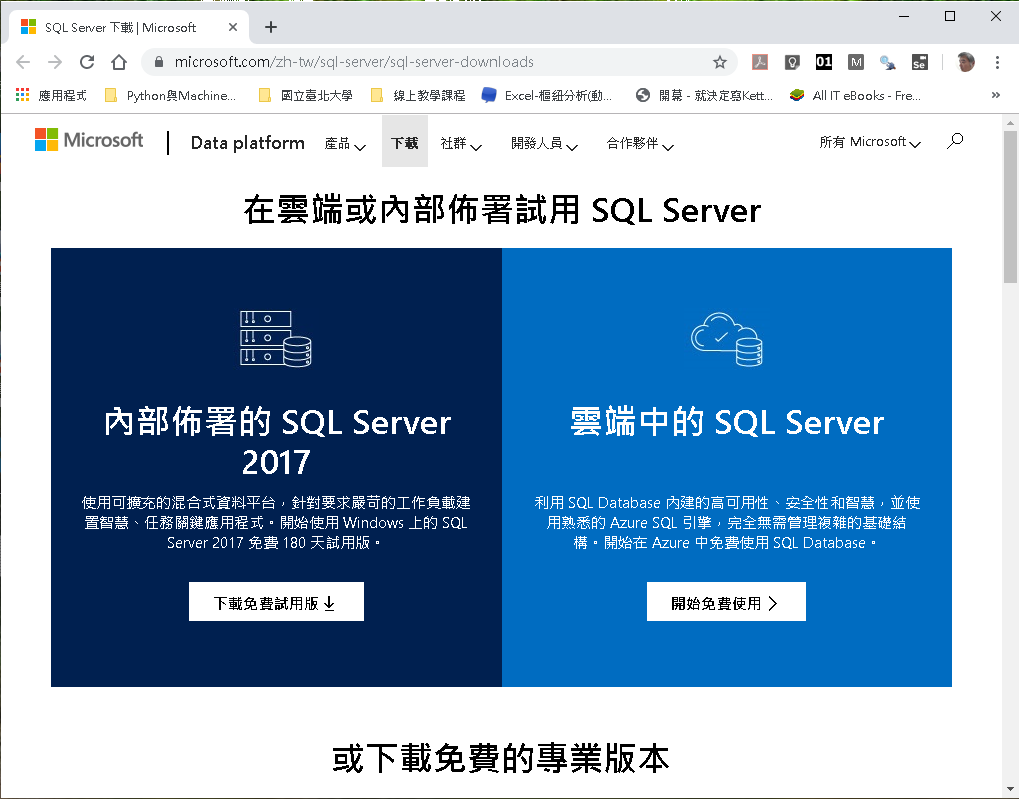 SQL Server 下載 | Microsoft
microsoft.com/zh-tw/sql-server/sql-server-downloads
01
M
Se
應用程式
Python與Machine...
國立臺北大學
線上教學課程
Excel-樞紐分析(動...
開幕 - 就決定寫Kett...
All IT eBooks - Fre...
Microsoft
Data platform
產品
下載
社群
開發人員
合作夥伴
所有 Microsoft
在雲端或內部佈署試用 SQL Server
內部佈署的 SQL Server
2017
使用可擴充的混合式資料平台，針對要求嚴苛的工作負載建
置智慧、任務關鍵應用程式。開始使用 Windows 上的 SQL
Server 2017 免費 180 天試用版。
下載免費試用版
雲端中的 SQL Server
利用 SQL Database 內建的高可用性、安全性和智慧，並使
用熟悉的 Azure SQL 引擎，完全無需管理複雜的基礎結
構。開始在 Azure 中免費使用 SQL Database。
開始免費使用
或下載免費的專業版本